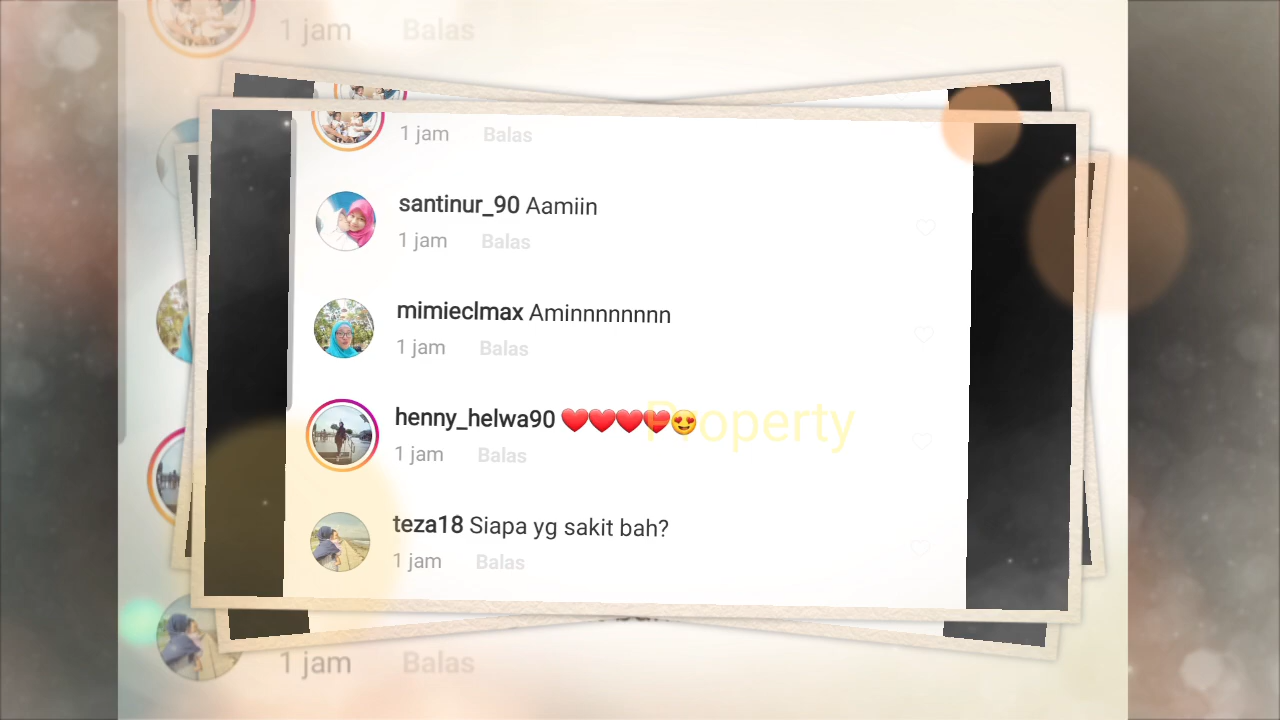 1 jam Balas
1 jam Balas
santinur_90 Aamiin
1 jam Balas
mimieclmax Aminnnnnnnn
1 jam Balas
henny_helwa90 ❤️❤️❤️❤️😍
Property
1 jam Balas
teza18 Siapa yg sakit bah?
1 jam Balas
1 jam Balas